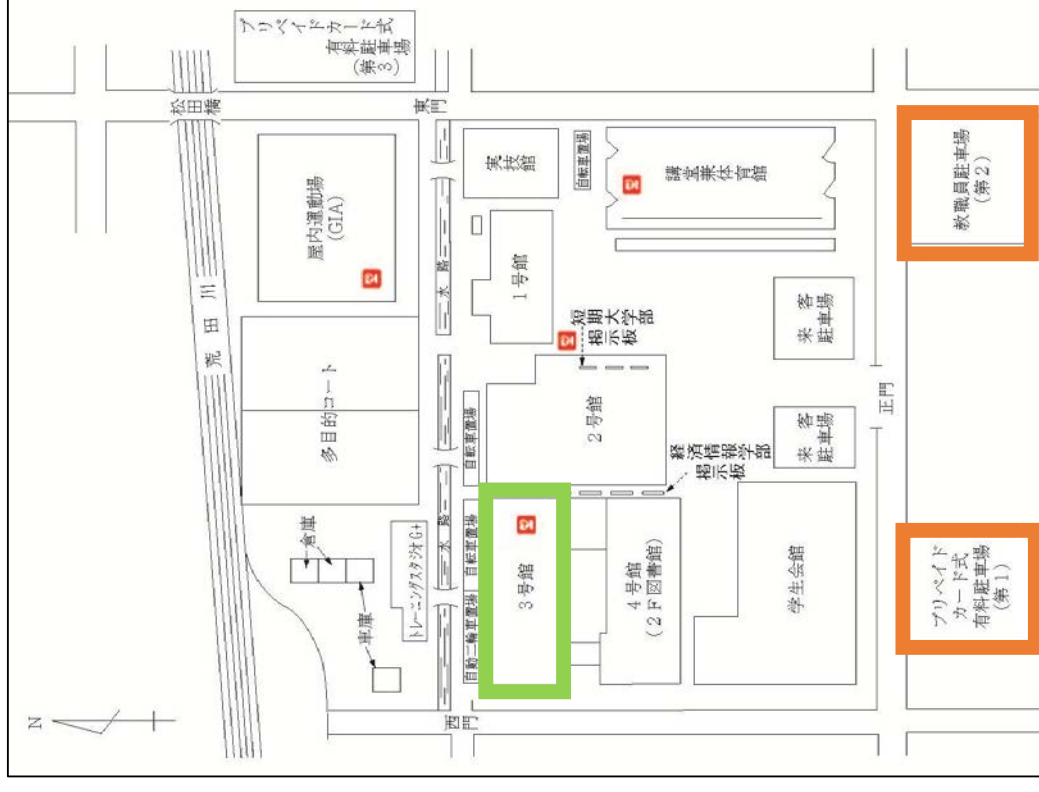 プリペイドカード式
有料駐車場
(第3)
松田橋
東門
荒田川
屋内運動場
(GIA)
水路
実技館
自転車置場
講堂兼体育館
教職員駐車場
(第2)
1号館
短期大学部
掲示板
来客
駐車場
多目的コート
自転車置場
2号館
経済情報学部
掲示板
来客
駐車場
正門
倉庫
車庫
トレーニングスタジオG+
水路
自転車置場
自動二輪車置場
3号館
4号館
(2F図書館)
学生会館
プリペイド
カード式
有料駐車場
(第1)
N
西門